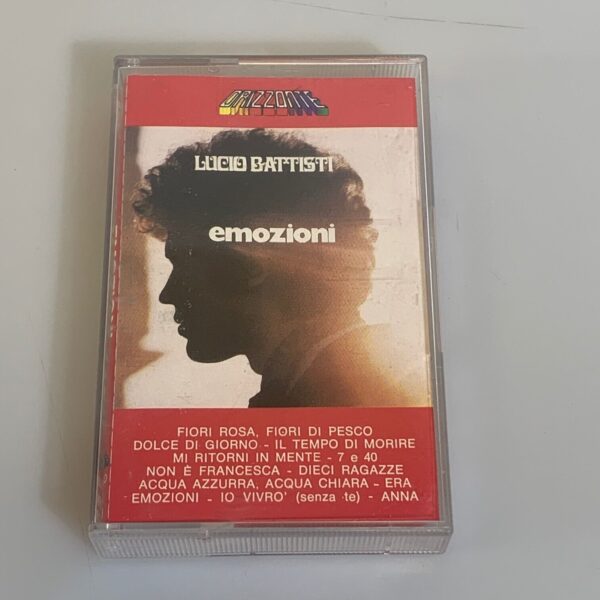 ORIZZONTE
LUCIO BATTISTI
emozioni
FIORI ROSA, FIORI DI PESCO
DOLCE DI GIORNO - IL TEMPO DI MORIRE
MI RITORNI IN MENTE - 7 e 40
NON È FRANCESCA - DIECI RAGAZZE
ACQUA AZZURRA, ACQUA CHIARA - ERA
EMOZIONI - IO VIVRO' (senza te) - ANNA